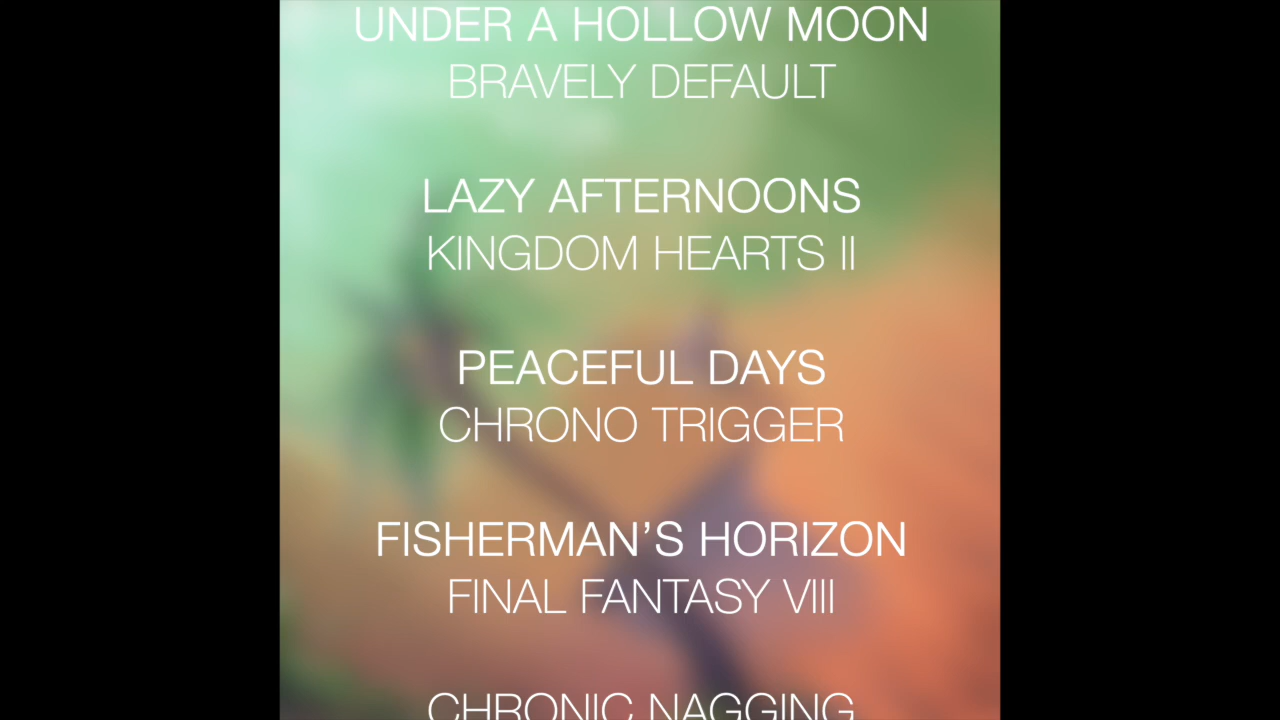 UNDER A HOLLOW MOON
BRAVELY DEFAULT
LAZY AFTERNOONS
KINGDOM HEARTS II
PEACEFUL DAYS
CHRONO TRIGGER
FISHERMAN’S HORIZON
FINAL FANTASY VIII
CHRONIC NAGGING